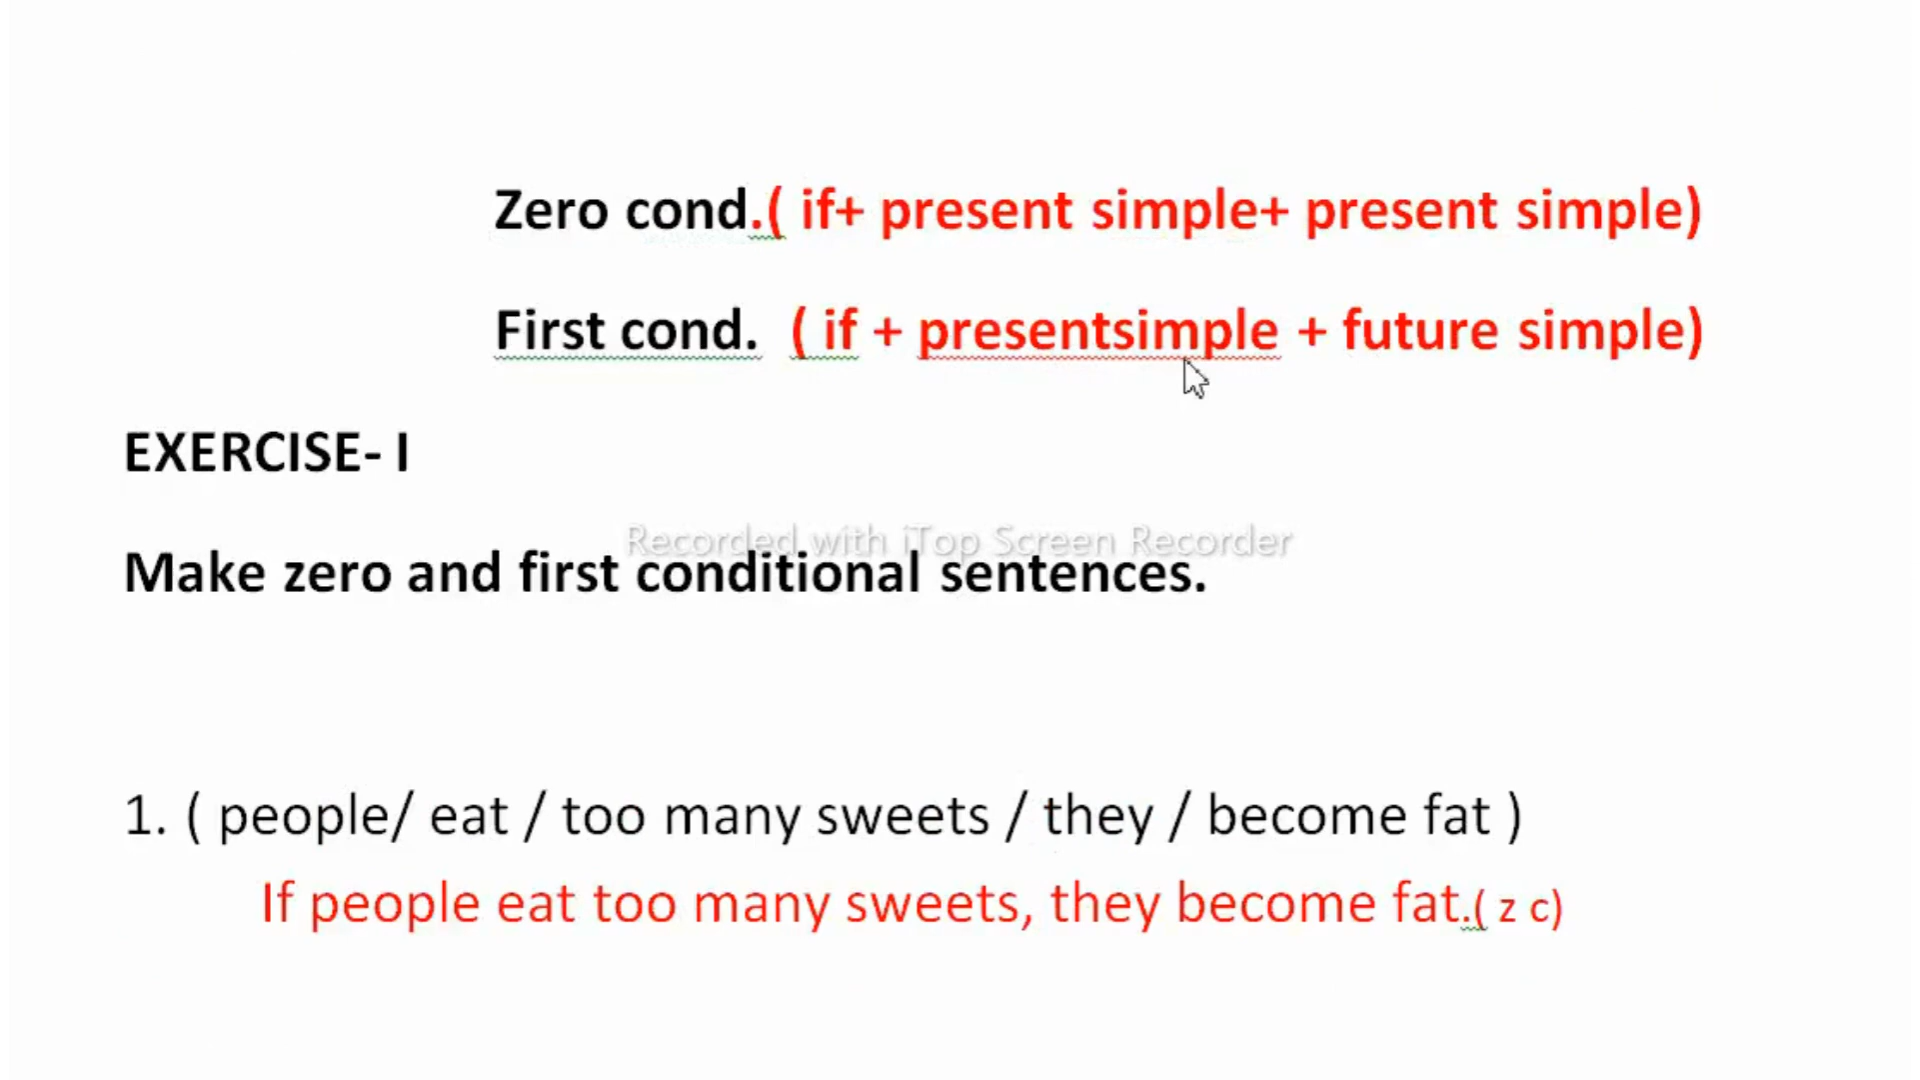 Zero cond.( if+ present simple+ present simple)
First cond. ( if + presentsimple + future simple)
EXERCISE- I
Recorded with iTop Screen Recorder
Make zero and first conditional sentences.
1. ( people/ eat / too many sweets / they / become fat )
If people eat too many sweets, they become fat.( z c)